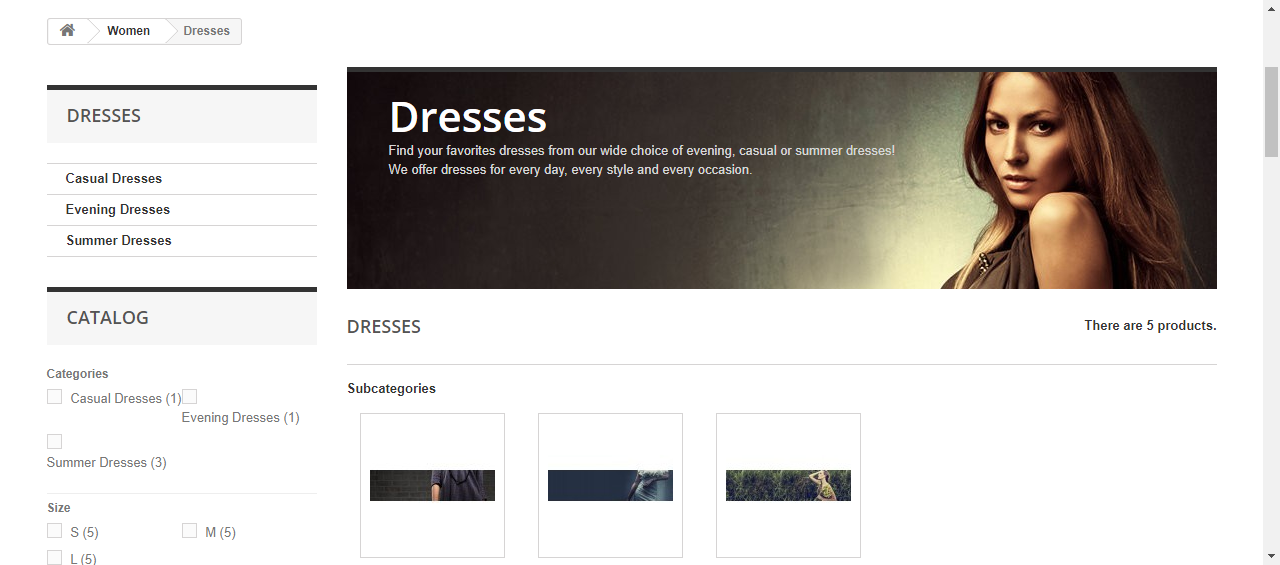 Women
Dresses
DRESSES
Casual Dresses
Evening Dresses
Summer Dresses
CATALOG
Categories
Casual Dresses (1)
Evening Dresses (1)
Summer Dresses (3)
Size
S (5)
M (5)
L (5)
Dresses
Find your favorites dresses from our wide choice of evening, casual or summer dresses!
We offer dresses for every day, every style and every occasion.
DRESSES
There are 5 products.
Subcategories